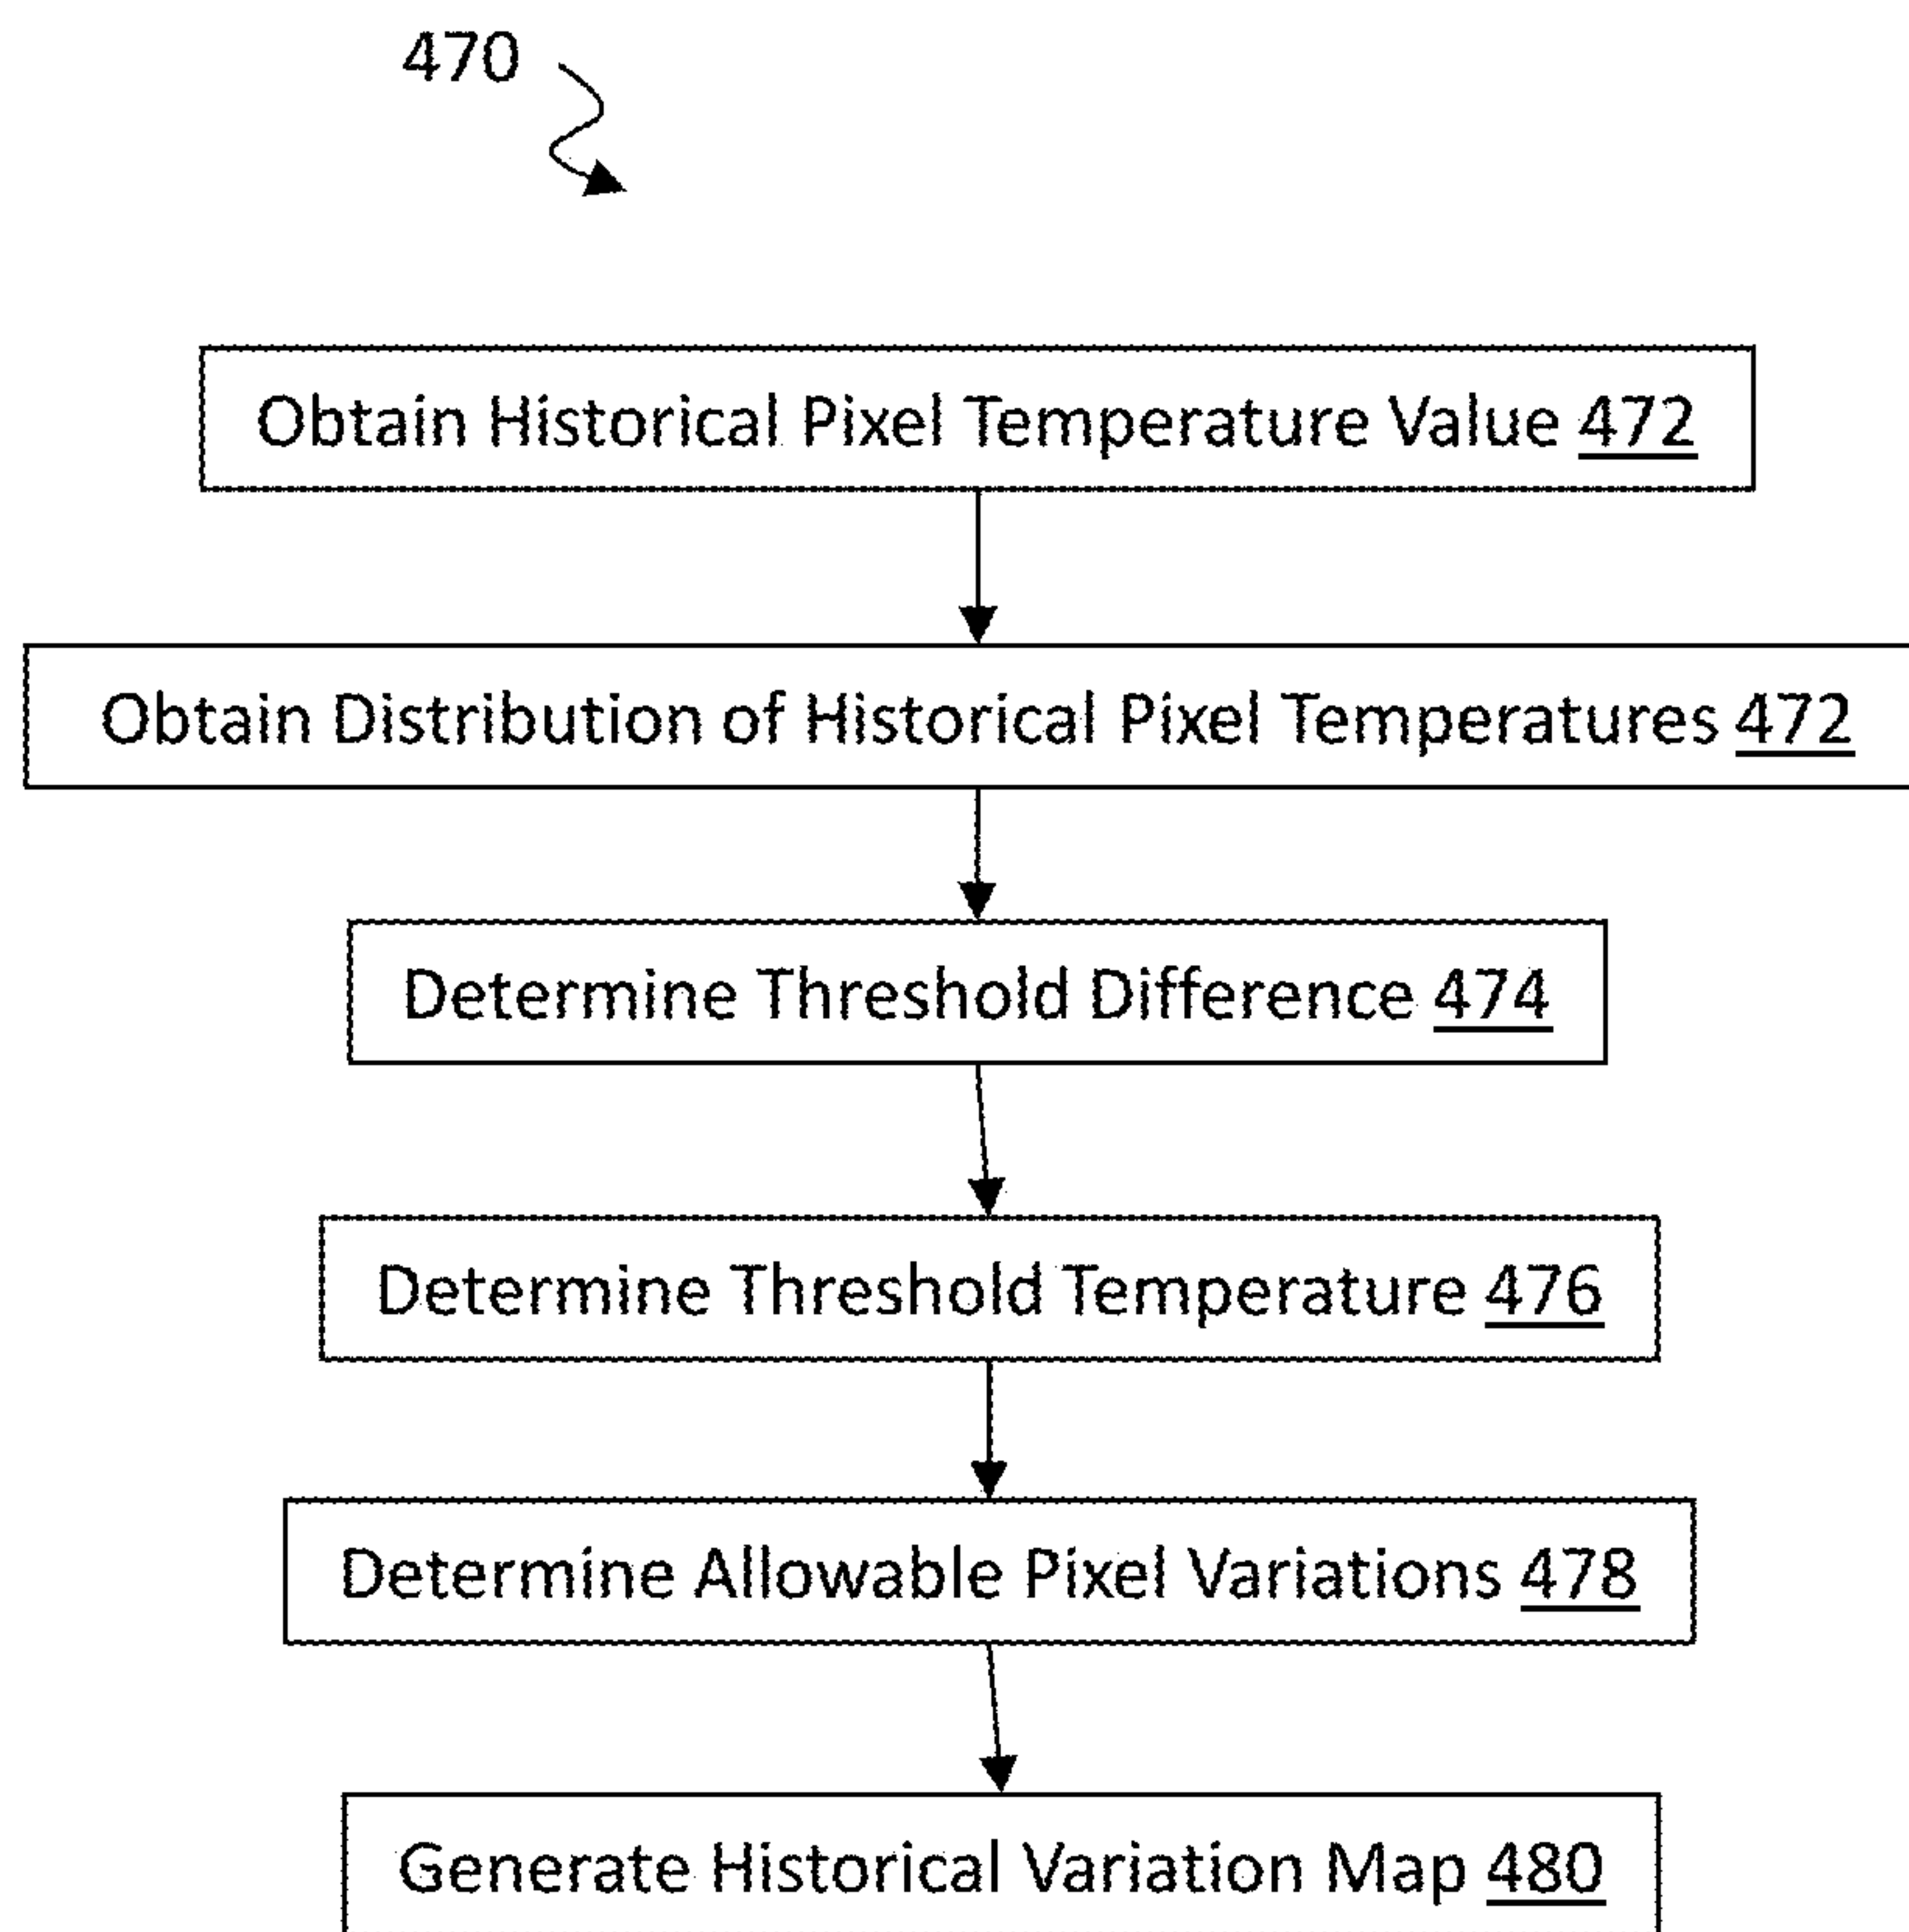 470
Obtain Historical Pixel Temperature Value 472
Obtain Distribution of Historical Pixel Temperatures 472
Determine Threshold Difference 474
Determine Threshold Temperature 476
Determine Allowable Pixel Variations 478
Generate Historical Variation Map 480